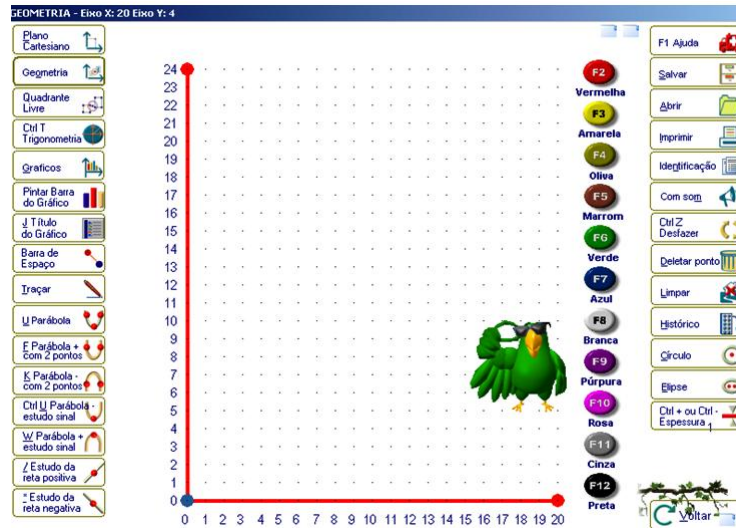 GEOMETRIA - Eixo X: 20 Eixo Y: 4
Plano
Cartesiano
Geometria
Quadrante
Livre
Ctrl T
Trigonometria
Graficos
Pintar Barra
do Gráfico
J Título
do Gráfico
Barra de
Espaço
Traçar
U Parábola
F Parábola +
com 2 pontos
K Parábola -
com 2 pontos
Ctrl U Parábola -
estudo sinal
W Parábola +
estudo sinal
/ Estudo da
reta positiva
* Estudo da
reta negativa
24
23
22
21
20
19
18
17
16
15
14
13
12
11
10
9
8
7
6
5
4
3
2
1
0
0 1 2 3 4 5 6 7 8 9 10 11 12 13 14 15 16 17 18 19 20
F2
Vermelha
F3
Amarela
F4
Oliva
F5
Marrom
F6
Verde
F7
Azul
F8
Branca
F9
Púrpura
F10
Rosa
F11
Cinza
F12
Preta
F1 Ajuda
Salvar
Abrir
Imprimir
Identificação
Com som
Ctrl Z
Desfazer
Deletar ponto
Limpar
Histórico
Círculo
Elipse
Ctrl + ou Ctrl -
Espessura 1
Voltar